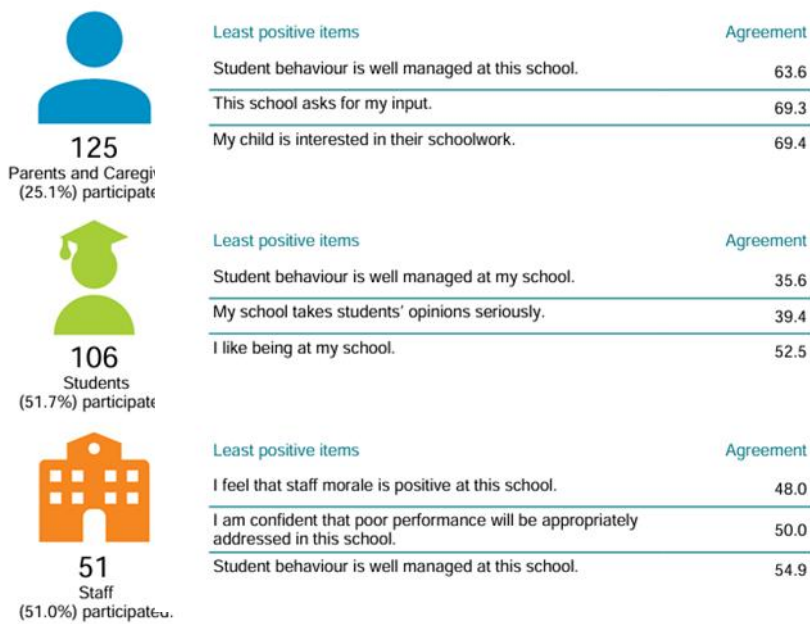 Least positive items Agreement
Student behaviour is well managed at this school. 63.6
This school asks for my input. 69.3
My child is interested in their schoolwork. 69.4
125
Parents and
(25.1%)
Least positive items Agreement
Student behaviour is well managed at my school. 35.6
My school takes students’ opinions seriously. 39.4
I like being at my school. 52.5
106
Students
(51.7%)
Least positive items Agreement
I feel that staff morale is positive at this school. 48.0
I am confident that poor performance will be appropriately
addressed in this school. 50.0
Student behaviour is well managed at this school. 54.9
51
Staff
(51.0%) participated.